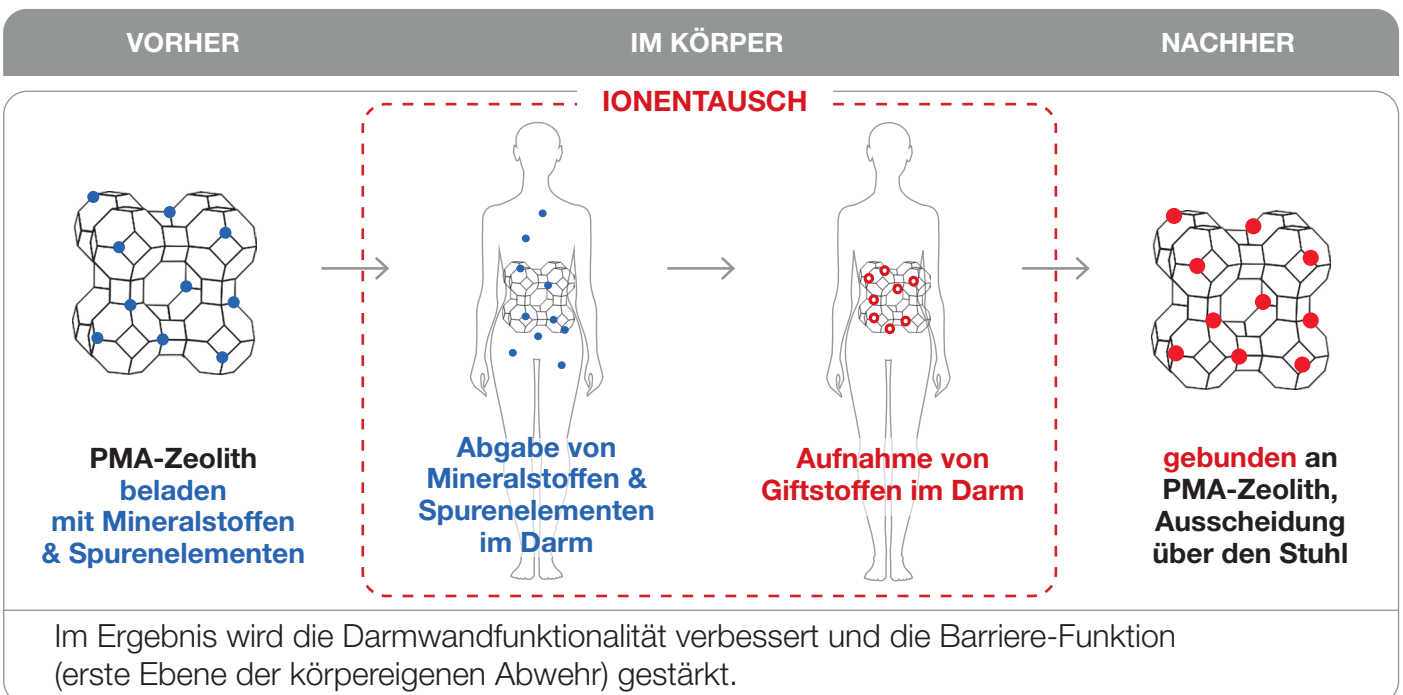 VORHER
IM KÖRPER
NACHHER
IONENTAUSCH
PMA-Zeolith
beladen
mit Mineralstoffen
& Spurenelementen
Abgabe von
Mineralstoffen &
Spurenelementen
im Darm
Aufnahme von
Giftstoffen im Darm
gebunden an
PMA-Zeolith,
Ausscheidung
über den Stuhl
Im Ergebnis wird die Darmwandfunktionalität verbessert und die Barriere-Funktion
(erste Ebene der körpereigenen Abwehr) gestärkt.